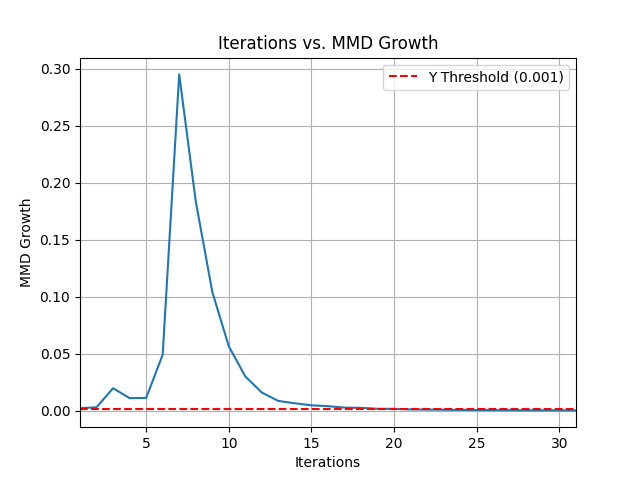 Iterations vs. MMD Growth
Y Threshold (0.001)
MMD Growth
0.30
0.25
0.20
0.15
0.10
0.05
0.00
5 10 15 20 25 30
Iterations